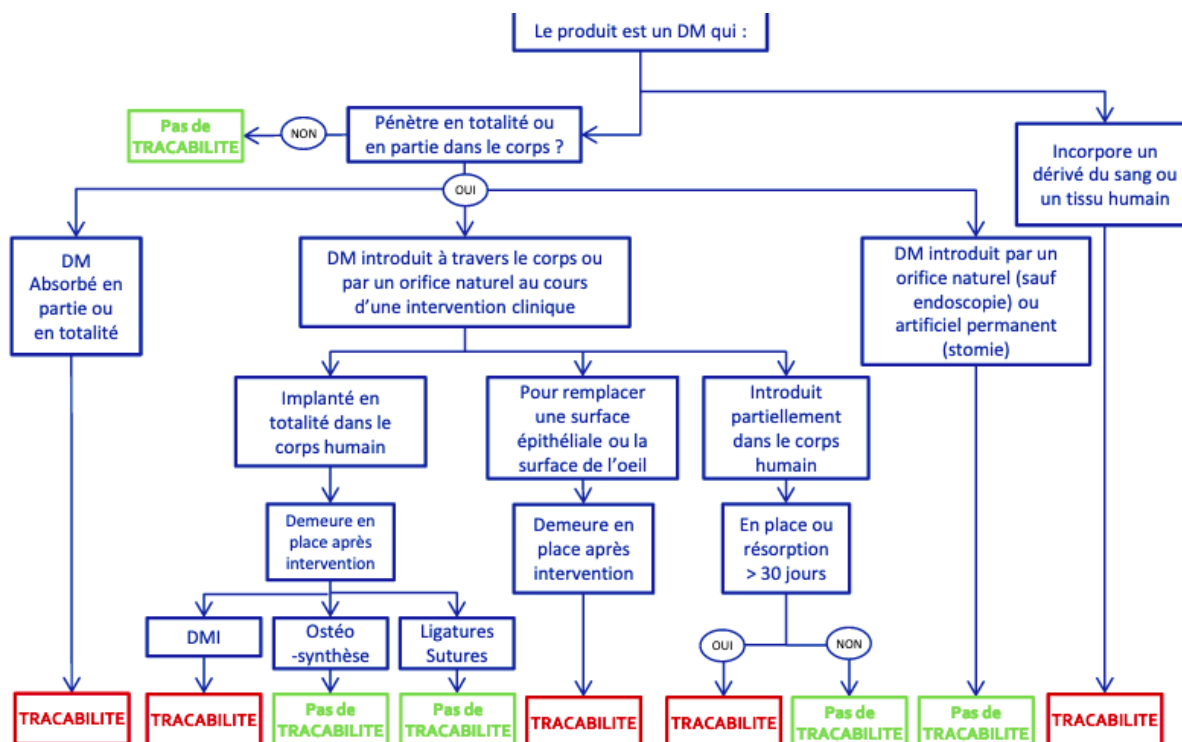 Le produit est un DM qui :
Pas de
TRACABILITE
NON
Pénètre en totalité ou
en partie dans le corps ?
Incorpore un
dérivé du sang ou
un tissu humain
OUI
DM
Absorbé en
partie ou
en totalité
DM introduit à travers le corps ou
par un orifice naturel au cours
d’une intervention clinique
DM introduit par un
orifice naturel (sauf
endoscopie) ou
artificiel permanent
(stomie)
Implanté en
totalité dans le
corps humain
Pour remplacer
une surface
épithéliale ou la
surface de l’oeil
Introduit
partiellement
dans le corps
humain
Demeure en
place après
intervention
Demeure en
place après
intervention
En place ou
résorption
> 30 jours
DMI
Ostéo
-synthèse
Ligatures
Sutures
OUI
NON
TRACABILITE
TRACABILITE
Pas de
TRACABILITE
Pas de
TRACABILITE
TRACABILITE
TRACABILITE
Pas de
TRACABILITE
Pas de
TRACABILITE
TRACABILITE